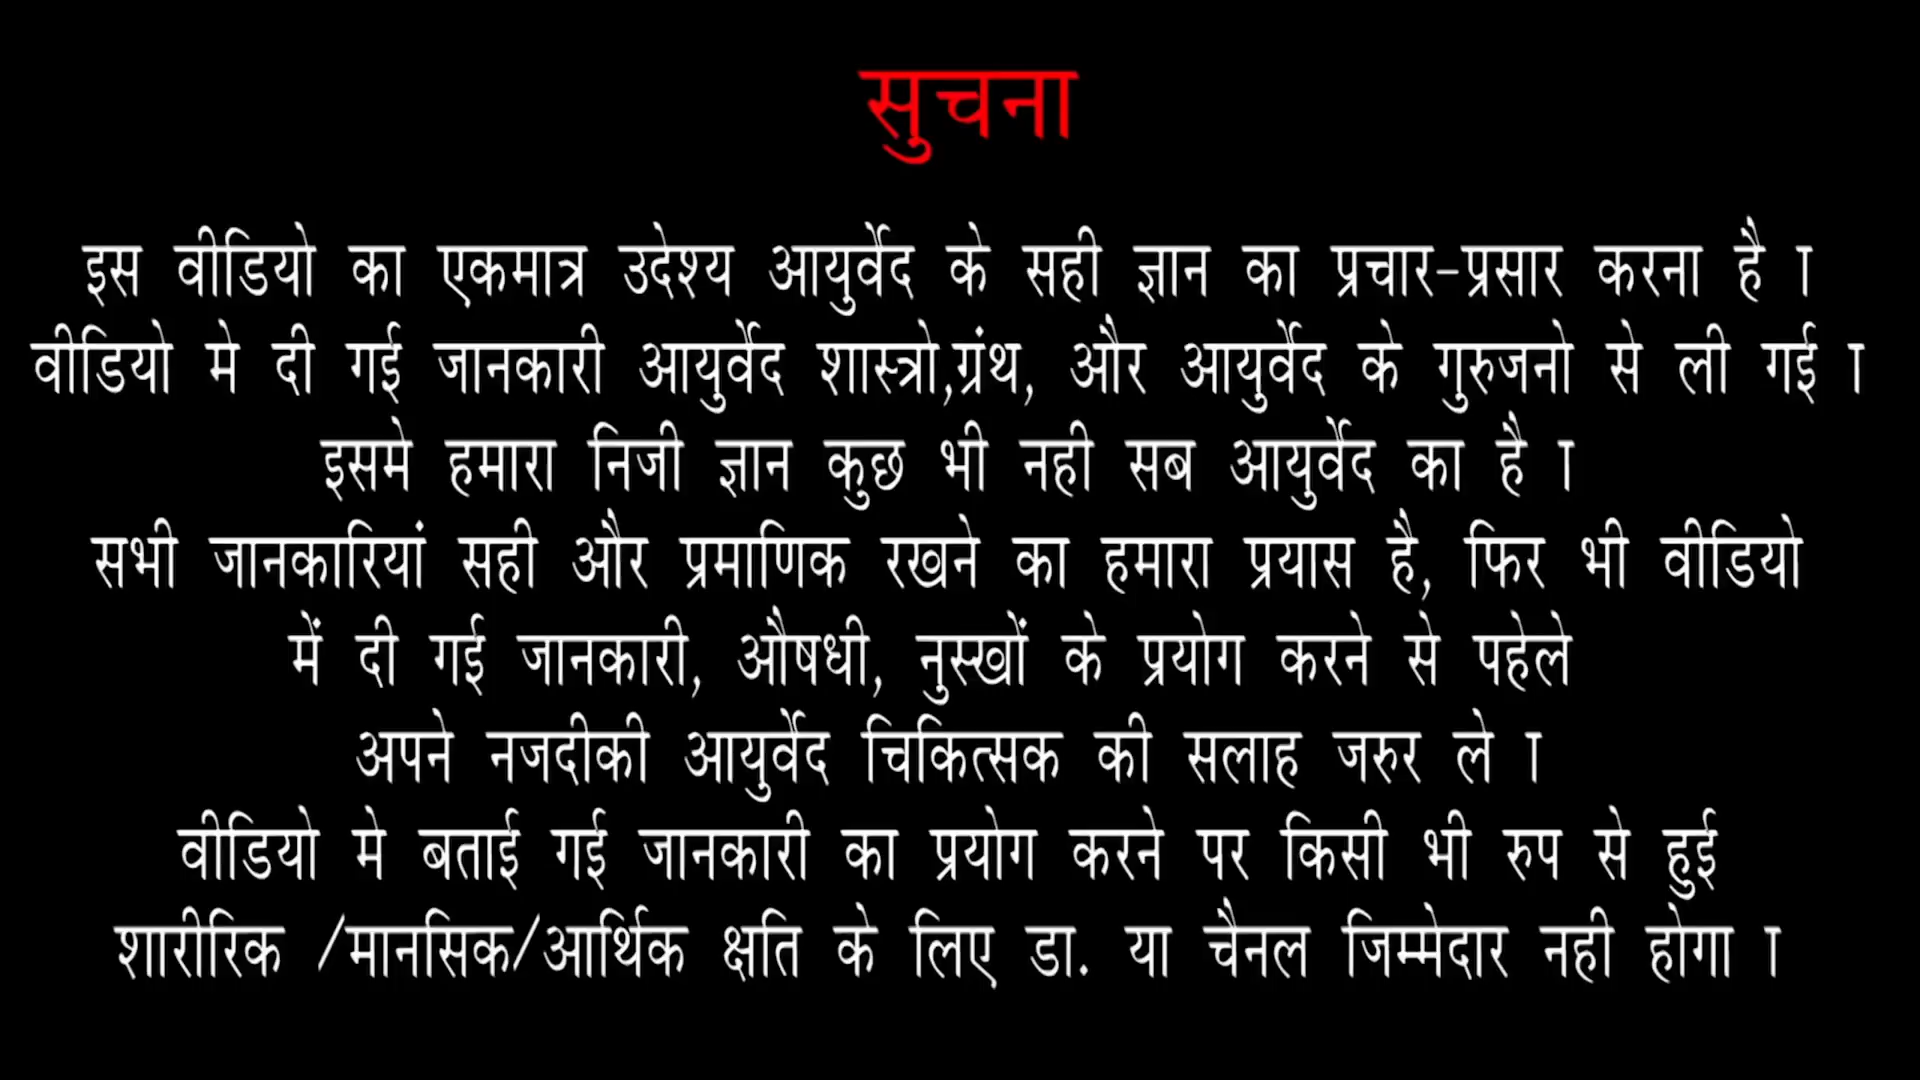 सुचना
इस वीडियो का एकमात्र उदेश्य आयुर्वेद के सही ज्ञान का प्रचार-प्रसार करना है ा
वीडियो मे दी गई जानकारी आयुर्वेद शास्त्रो,ग्रंथ, और आयुर्वेद के गुरुजनो से ली गई ा
इसमे हमारा निजी ज्ञान कुछ भी नही सब आयुर्वेद का है ा
सभी जानकारियां सही और प्रमाणिक रखने का हमारा प्रयास है, फिर भी वीडियो
में दी गई जानकारी, औषधी, नुस्खों के प्रयोग करने से पहेले
अपने नजदीकी आयुर्वेद चिकित्सक की सलाह जरुर ले ा
वीडियो मे बताई गई जानकारी का प्रयोग करने पर किसी भी रुप से हुई
शारीरिक /मानसिक/आर्थिक क्षति के लिए डा. या चैनल जिम्मेदार नही होगा ा